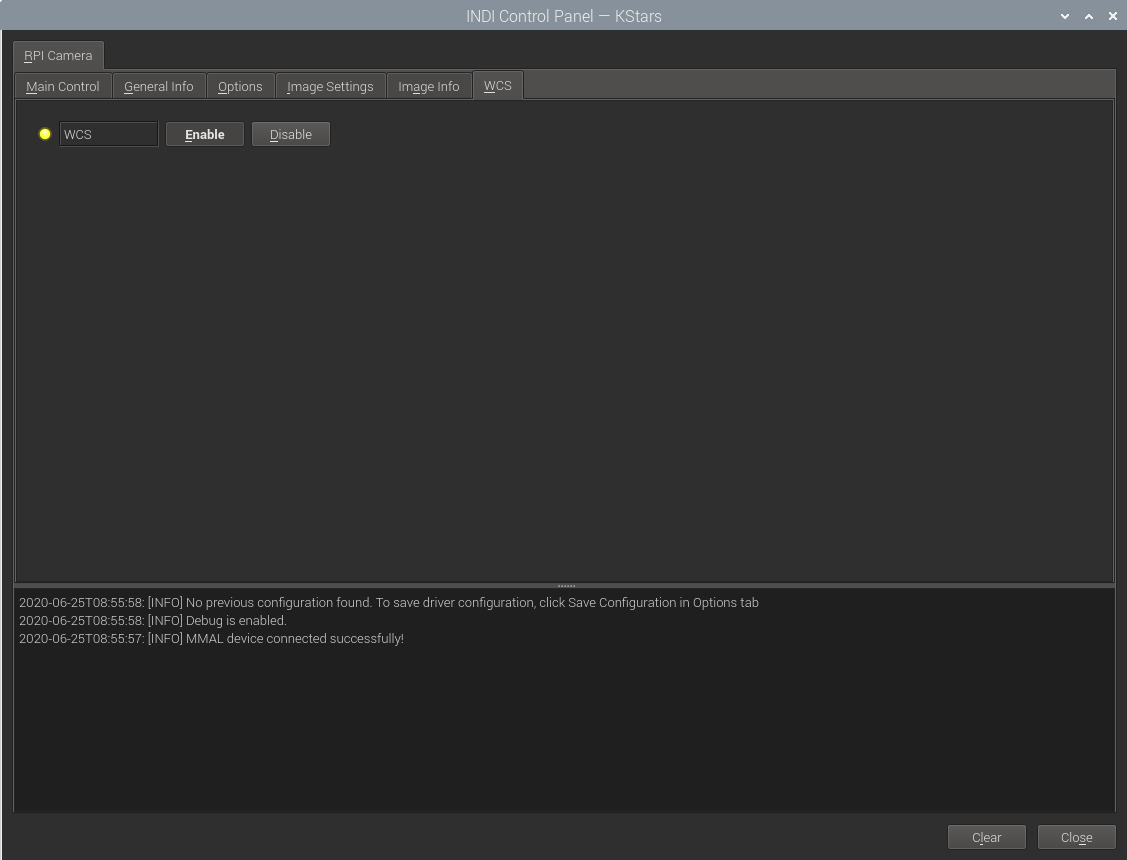 INDI Control Panel — KStars
RPI Camera
Main Control General Info Options Image Settings Image Info WCS
WCS Enable Disable
2020-06-25T08:55:58: [INFO] No previous configuration found. To save driver configuration, click Save Configuration in Options tab
2020-06-25T08:55:58: [INFO] Debug is enabled.
2020-06-25T08:55:57: [INFO] MMAL device connected successfully!
Clear Close